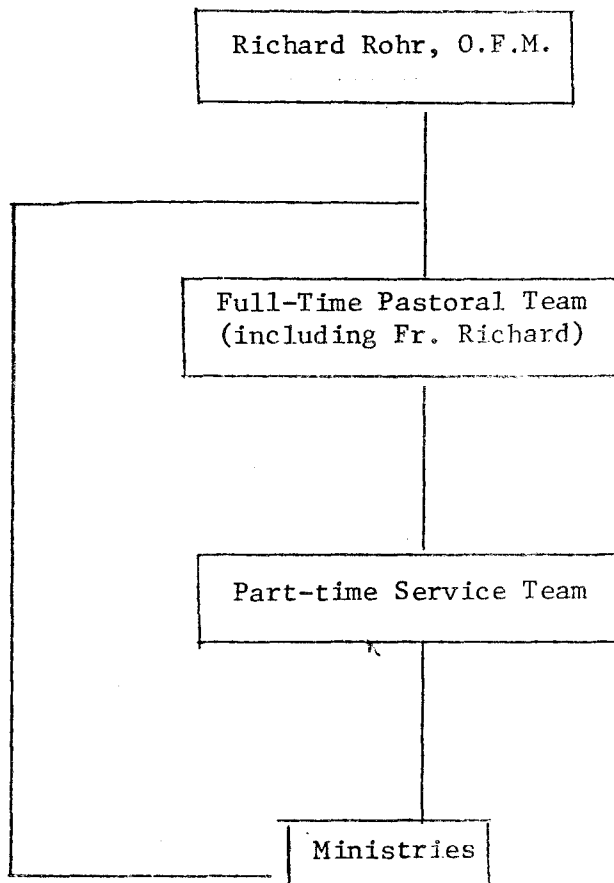 Richard Rohr, O.F.M.
Full-Time Pastoral Team
(including Fr. Richard)
Part-time Service Team
Ministries